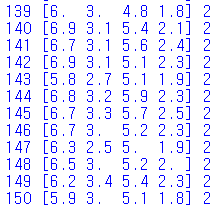 139 [6.  3.  4.8 1.8] 2
140 [6.9 3.1 5.4 2.1] 2
141 [6.7 3.1 5.6 2.4] 2
142 [6.9 3.1 5.1 2.3] 2
143 [5.8 2.7 5.1 1.9] 2
144 [6.8 3.2 5.9 2.3] 2
145 [6.7 3.3 5.7 2.5] 2
146 [6.7 3.  5.2 2.3] 2
147 [6.3 2.5 5.  1.9] 2
148 [6.5 3.  5.2 2. ] 2
149 [6.2 3.4 5.4 2.3] 2
150 [5.9 3.  5.1 1.8] 2